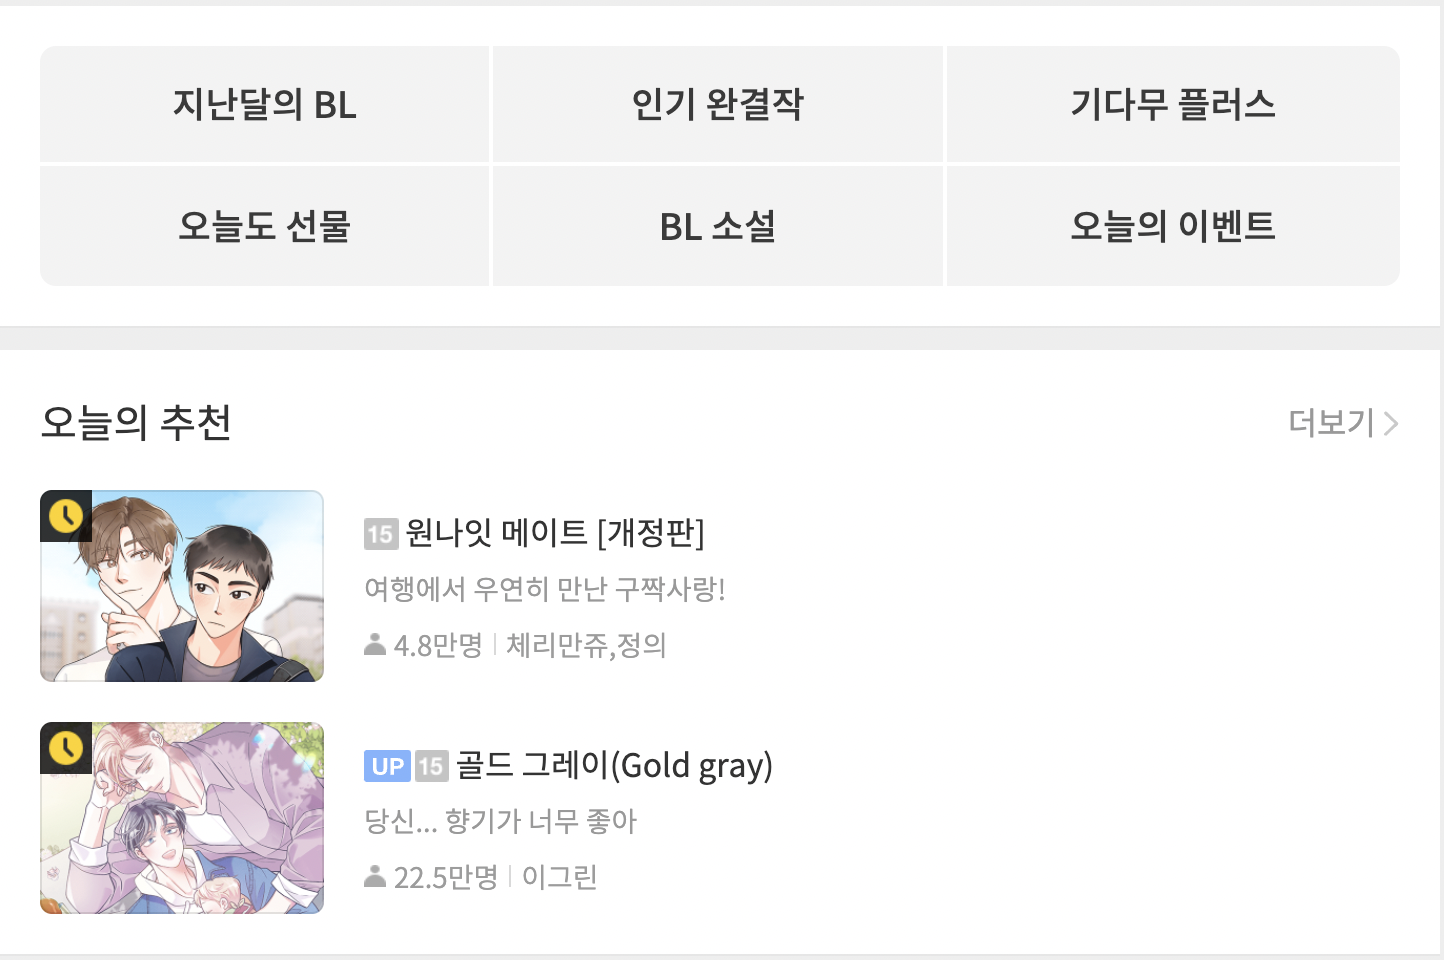 지난달의 BL
인기 완결작
기다무 플러스
오늘도 선물
BL 소설
오늘의 이벤트
오늘의 추천
더보기
15 원나잇 메이트 [개정판]
여행에서 우연히 만난 구짝사랑!
4.8만명 체리만쥬,정의
UP 15 골드 그레이(Gold gray)
당신... 향기가 너무 좋아
22.5만명 이그린